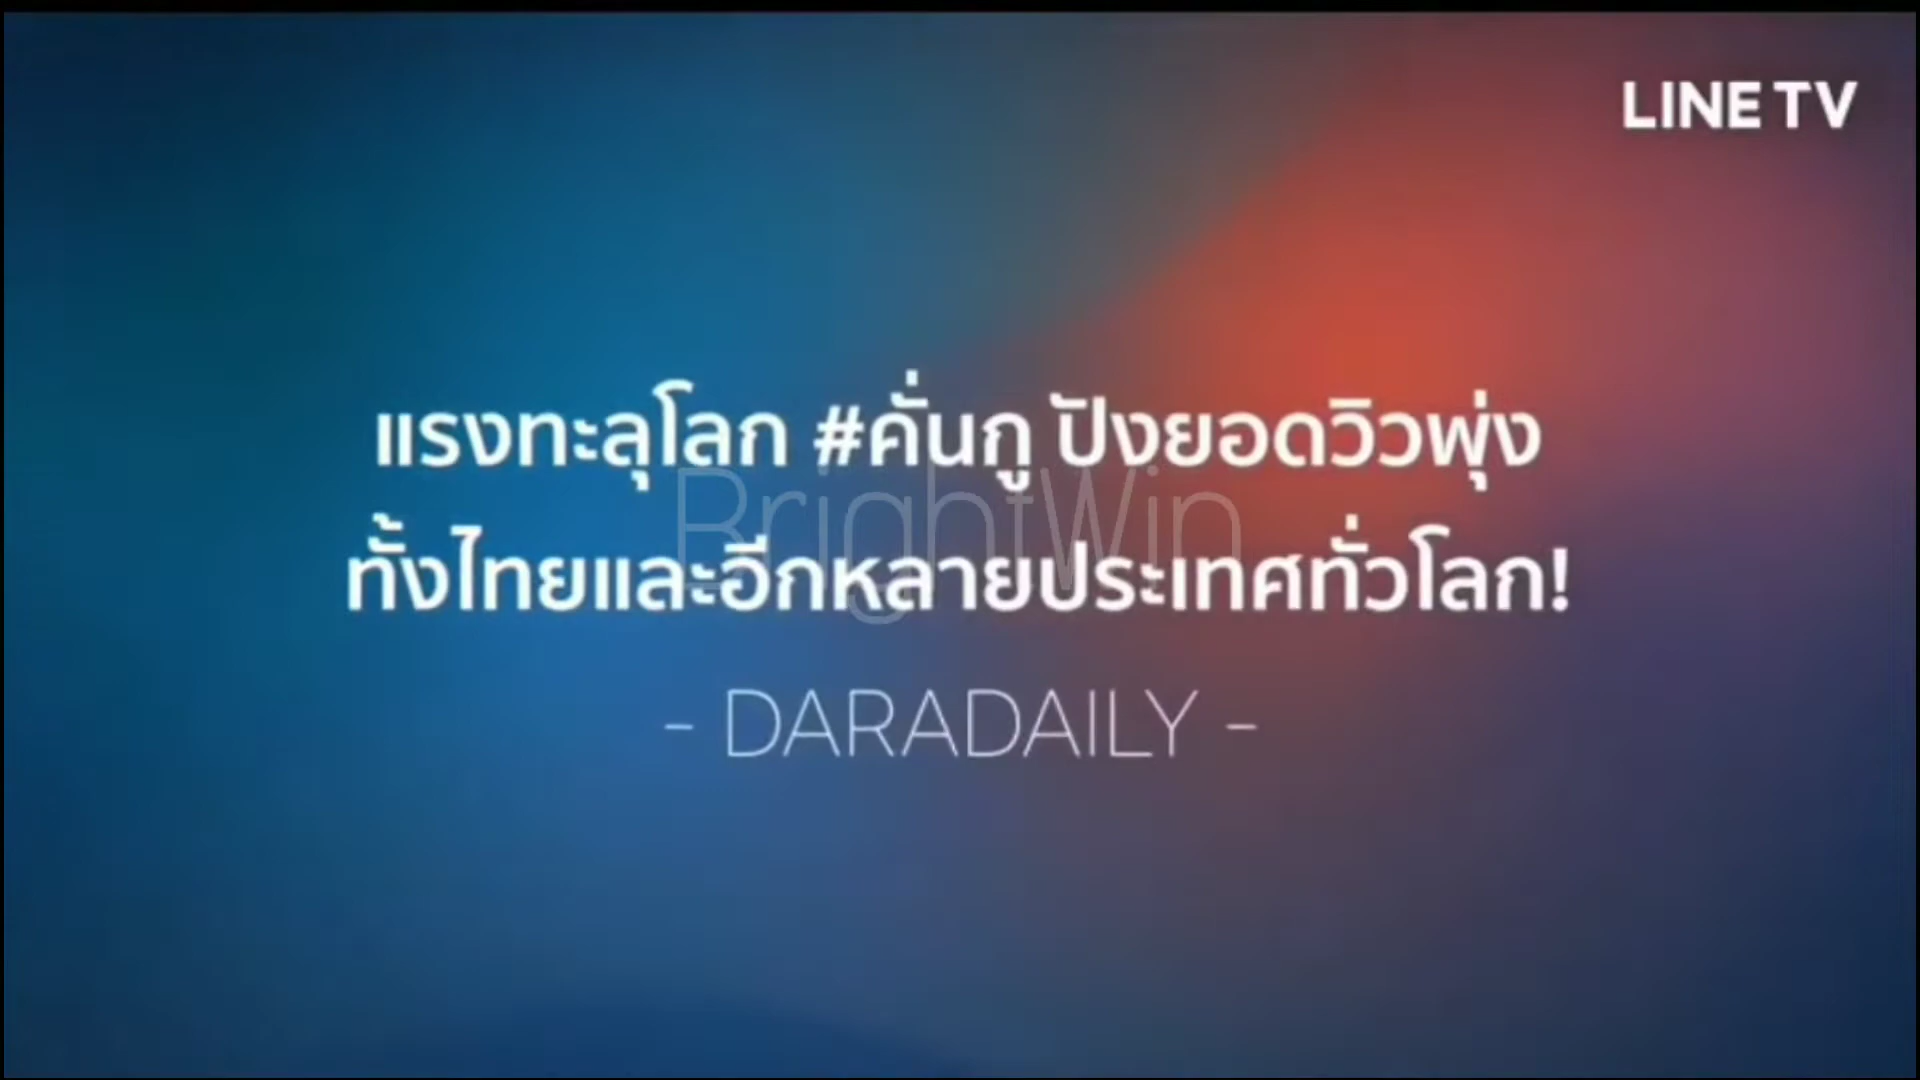 LINE TV
แรงทะลุโลก #คั่นกู ปังยอดวิวพุ่ง
BrightWin
ทั้งไทยและอีกหลายประเทศทั่วโลก!
- DARADAILY -